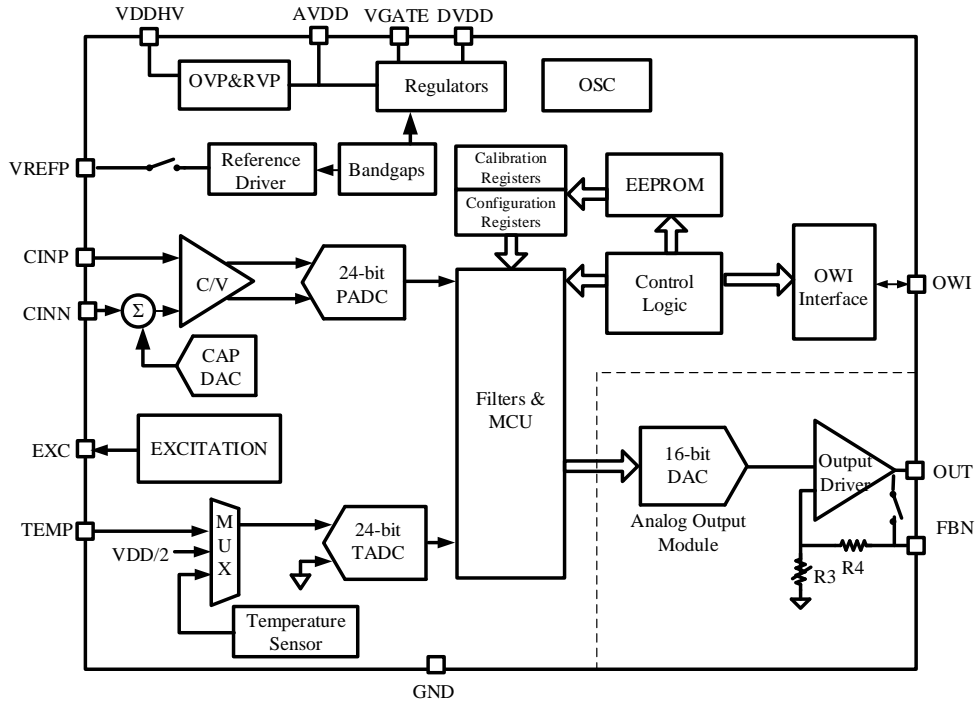 VDDHV
AVDD
VGATE
DVDD
OVP&RVP
Regulators
OSC
VREFP
Reference
Driver
Bandgaps
Calibration
Registers
Configuration
Registers
EEPROM
CINP
CINN
C/V
Σ
24-bit
PADC
CAP
DAC
Control
Logic
OWI
Interface
OWI
Filters &
MCU
EXC
EXCITATION
16-bit
DAC
Analog Output
Module
Output
Driver
OUT
FBN
R3
R4
TEMP
VDD/2
M
U
X
24-bit
TADC
Temperature
Sensor
GND